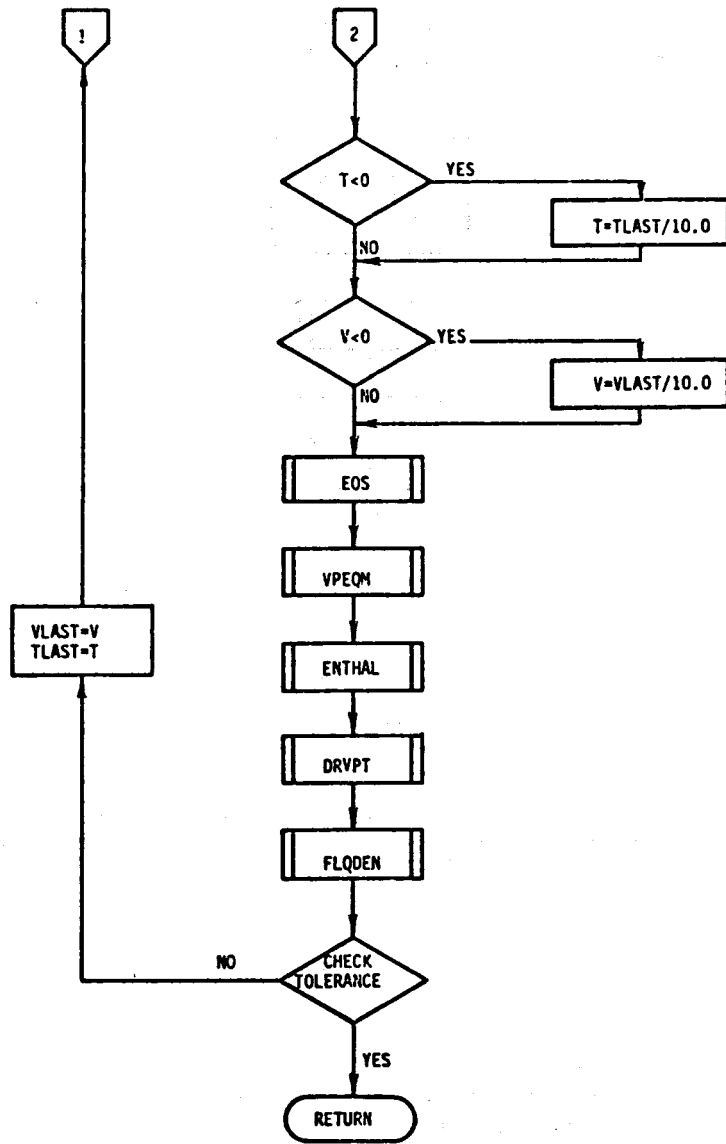 1
2
T<0
YES
T=TLAST/10.0
NO
V<0
YES
V=VLAST/10.0
NO
EOS
VPEQM
VLAST=V
TLAST=T
ENTHAL
DRVPT
FLQDEN
NO
CHECK
TOLERANCE
YES
RETURN